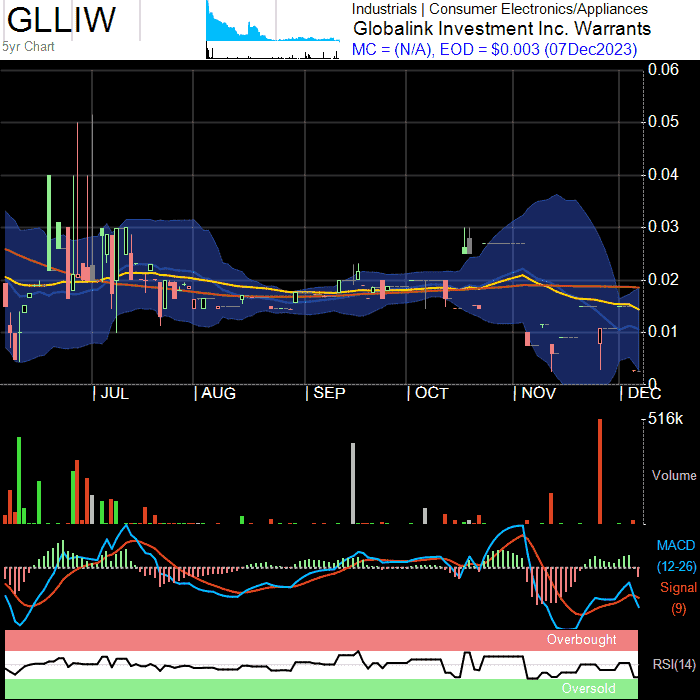 GLLIW
5yr Chart
Industrials | Consumer Electronics/Appliances
Globalink Investment Inc. Warrants
MC = (N/A), EOD = $0.003 (07Dec2023)
0.06
0.05
0.04
0.03
0.02
0.01
0
| JUL
| AUG
| SEP
| OCT
| NOV
| DEC
516k
Volume
MACD
(12-26)
Signal
(9)
Overbought
RSI(14)
Oversold